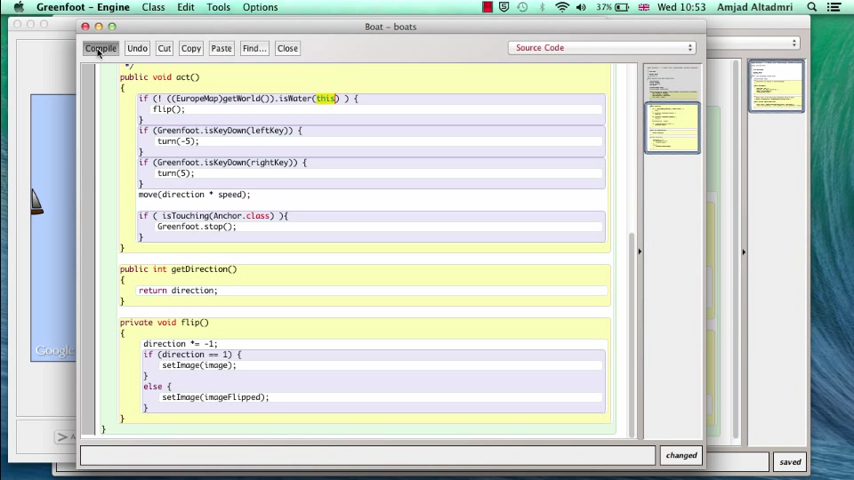 Greenfoot - Engine Class Edit Tools Options 37% Wed 10:53 Amjad Altadmri
Boat - boats
Compile Undo Cut Copy Paste Find... Close Source Code
*/
public void act()
{
if (! ((EuropeMap)getWorld()).isWater(this) ) {
flip();
}
if (Greenfoot.isKeyDown(leftKey)) {
turn(-5);
}
if (Greenfoot.isKeyDown(rightKey)) {
turn(5);
}
move(direction * speed);
if ( isTouching(Anchor.class) ){
Greenfoot.stop();
}
}
public int getDirection()
{
return direction;
}
private void flip()
{
direction *= -1;
if (direction == 1) {
setImage(image);
}
else {
setImage(imageFlipped);
}
}
}
Google
> A
changed
saved